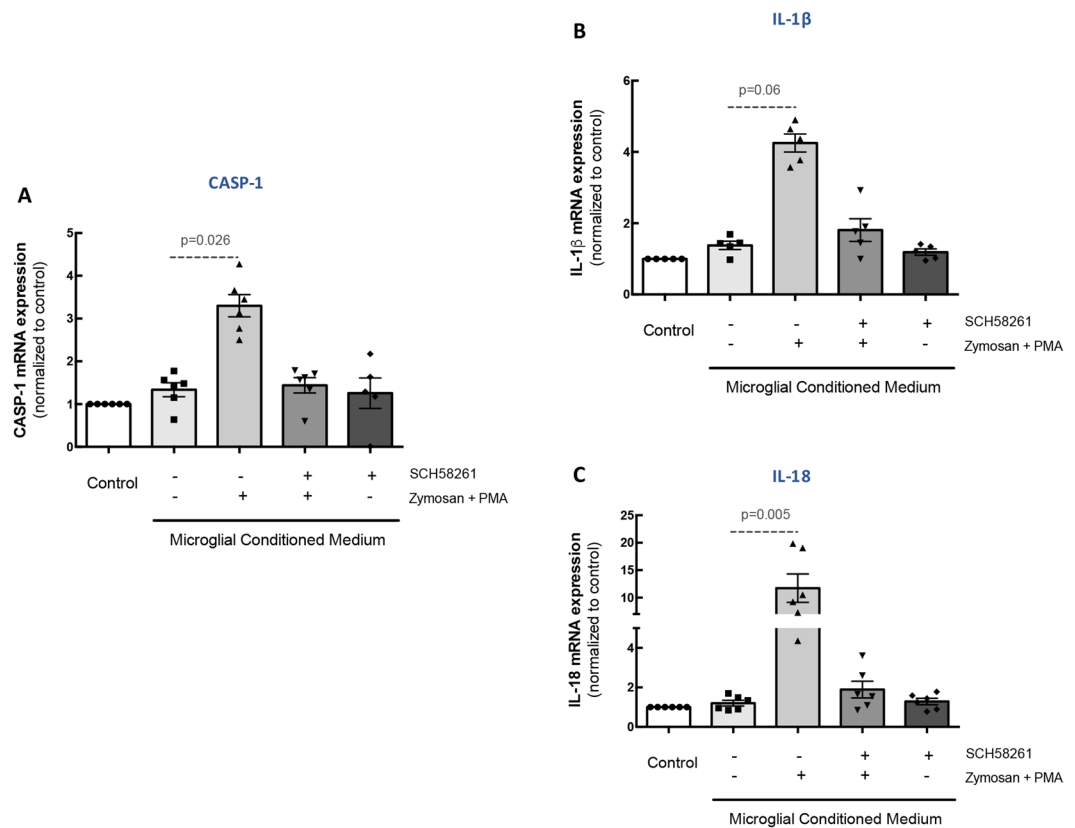 A
CASP-1
CASP-1 mRNA expression
(normalized to control)
5
4
3
2
1
0
p=0.026
Control
- - + + SCH58261
- + + - Zymosan + PMA
Microglial Conditioned Medium
B
IL-1β
IL-1β mRNA expression
(normalized to control)
6
4
2
0
p=0.06
Control
- - + + SCH58261
- + + - Zymosan + PMA
Microglial Conditioned Medium
C
IL-18
IL-18 mRNA expression
(normalized to control)
25
20
15
10
4
2
0
p=0.005
Control
- - + + SCH58261
- + + - Zymosan + PMA
Microglial Conditioned Medium